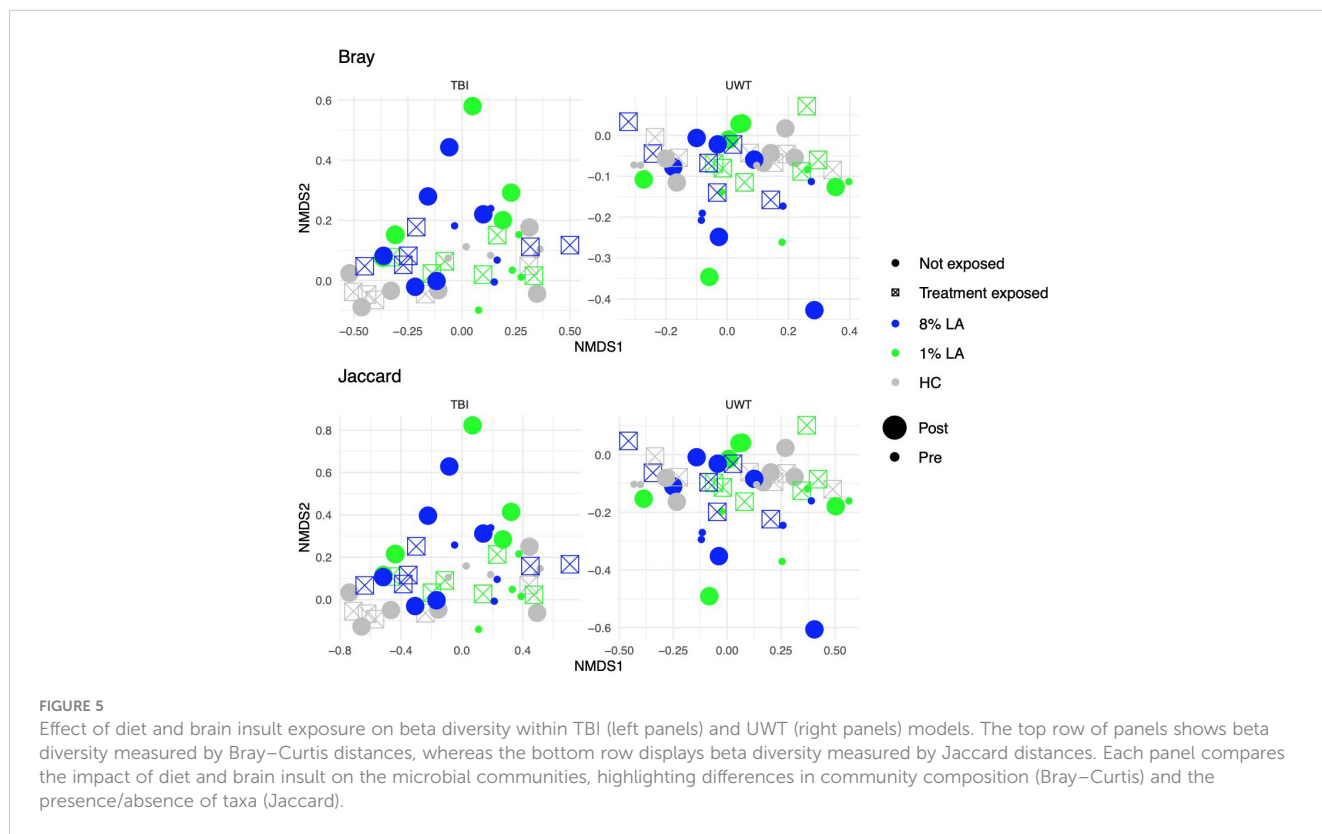 Bray
TBI
UWT
0.6
0.4
0.2
0.0
NMDS2
−0.50
−0.25
0.00
0.25
0.50
0.0
−0.1
−0.2
−0.3
−0.4
−0.2
0.0
0.2
0.4
NMDS1
Not exposed
Treatment exposed
8% LA
1% LA
HC
Post
Pre
Jaccard
TBI
UWT
0.8
0.6
0.4
0.2
0.0
NMDS2
−0.8
−0.4
0.0
0.4
0.0
−0.2
−0.4
−0.6
−0.50
−0.25
0.00
0.25
0.50
NMDS1
FIGURE 5
Effect of diet and brain insult exposure on beta diversity within TBI (left panels) and UWT (right panels) models. The top row of panels shows beta
diversity measured by Bray–Curtis distances, whereas the bottom row displays beta diversity measured by Jaccard distances. Each panel compares
the impact of diet and brain insult on the microbial communities, highlighting differences in community composition (Bray–Curtis) and the
presence/absence of taxa (Jaccard).